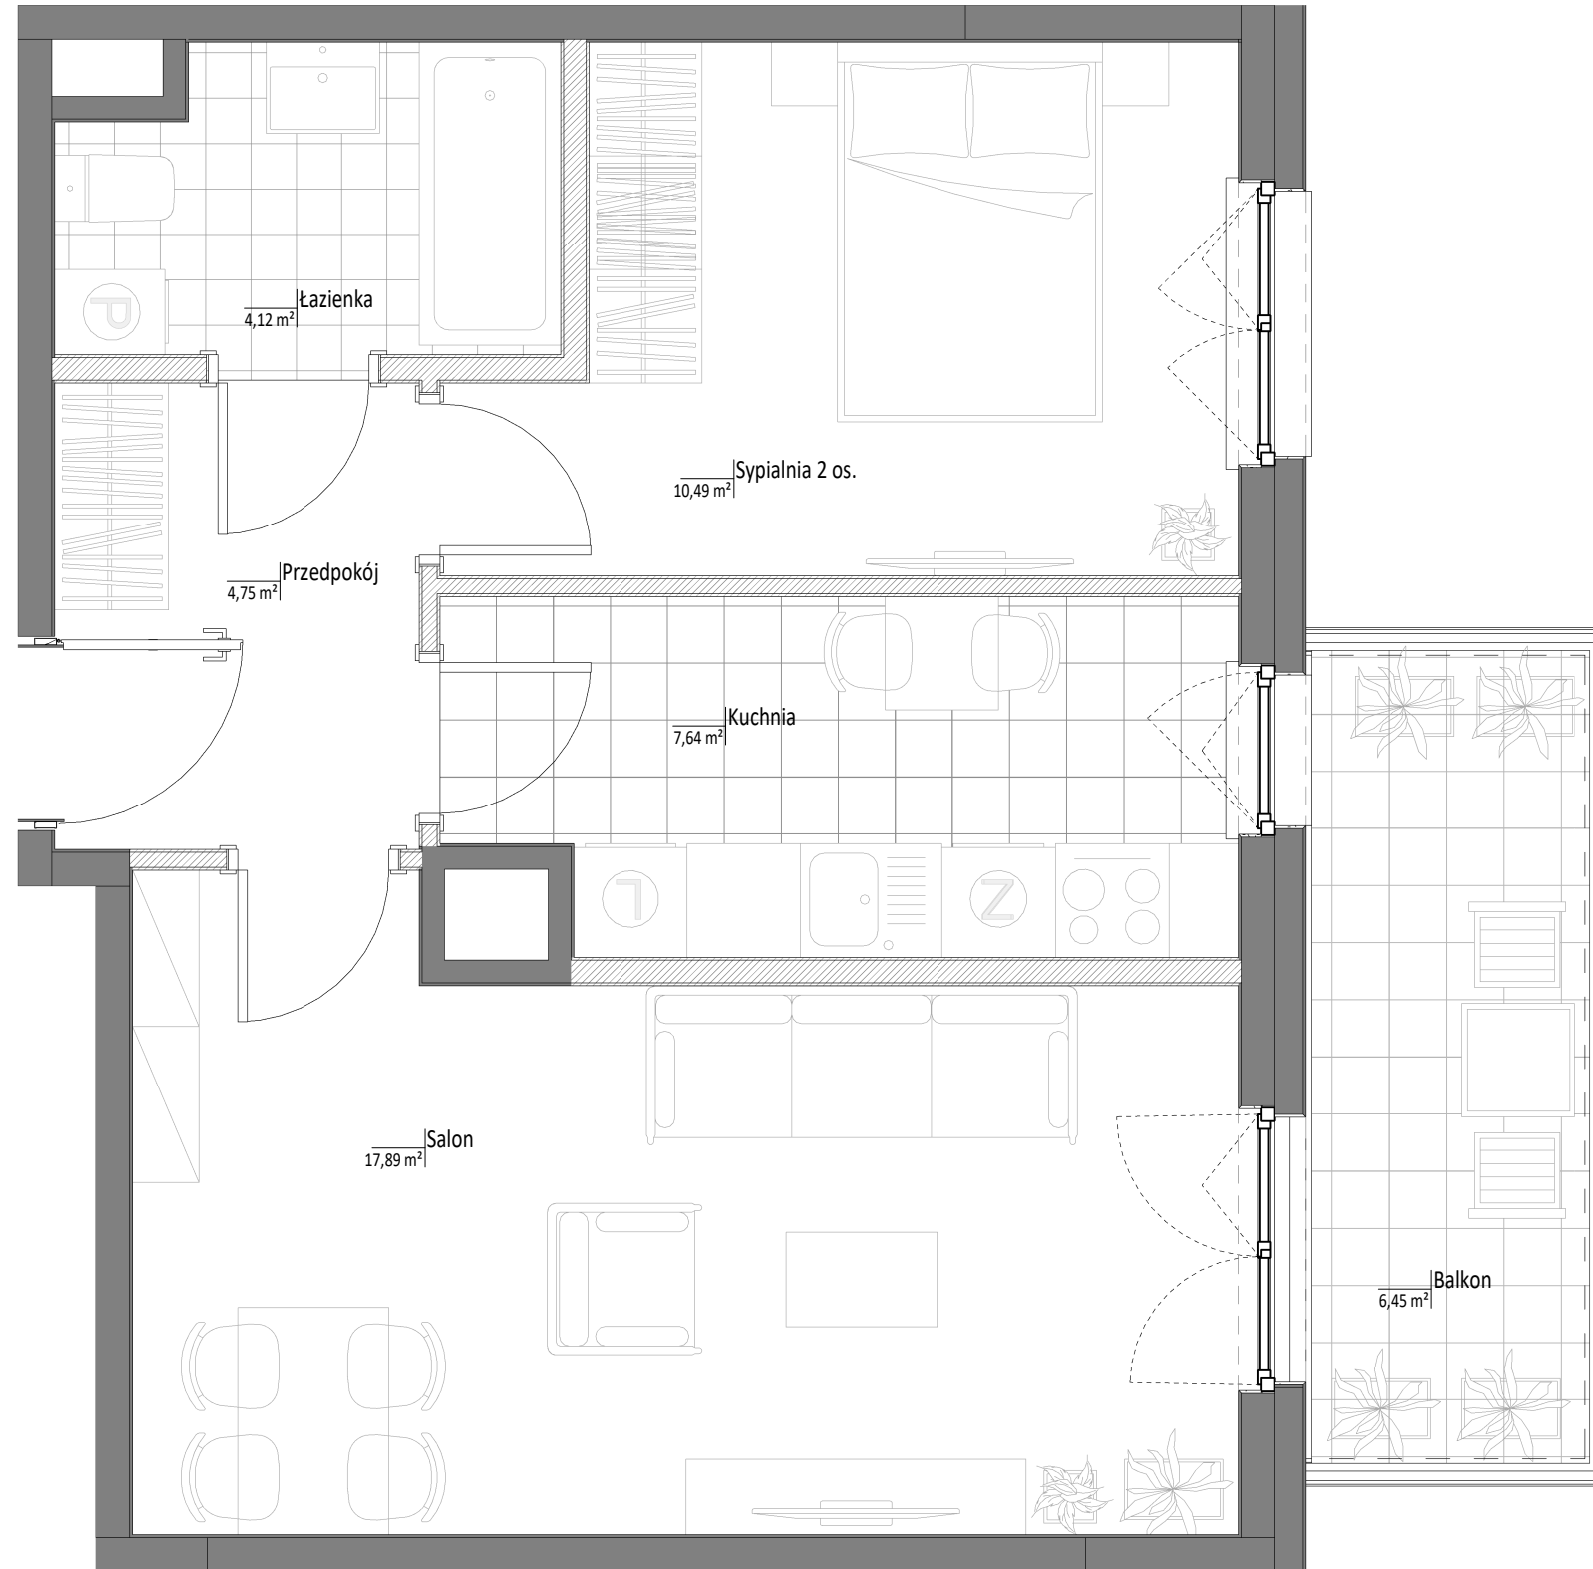 Łazienka
4,12 m²
P
Sypialnia 2 os.
10,49 m²
Przedpokój
4,75 m²
Kuchnia
7,64 m²
L
Z
Salon
17,89 m²
Balkon
6,45 m²